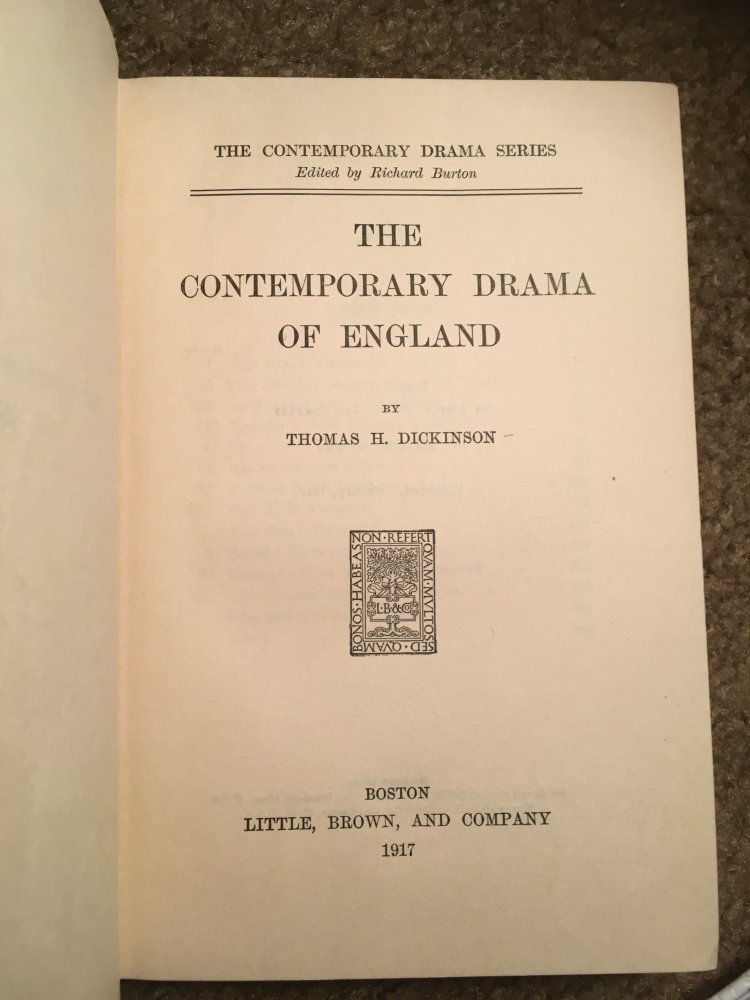 THE CONTEMPORARY DRAMA SERIES
Edited by Richard Burton
THE
CONTEMPORARY DRAMA
OF ENGLAND
BY
THOMAS H. DICKINSON
NON·REFERT
QVAM·MVLTOS
SED·QVAM
BONOS·HABEAS
L·B·&Co
BOSTON
LITTLE, BROWN, AND COMPANY
1917